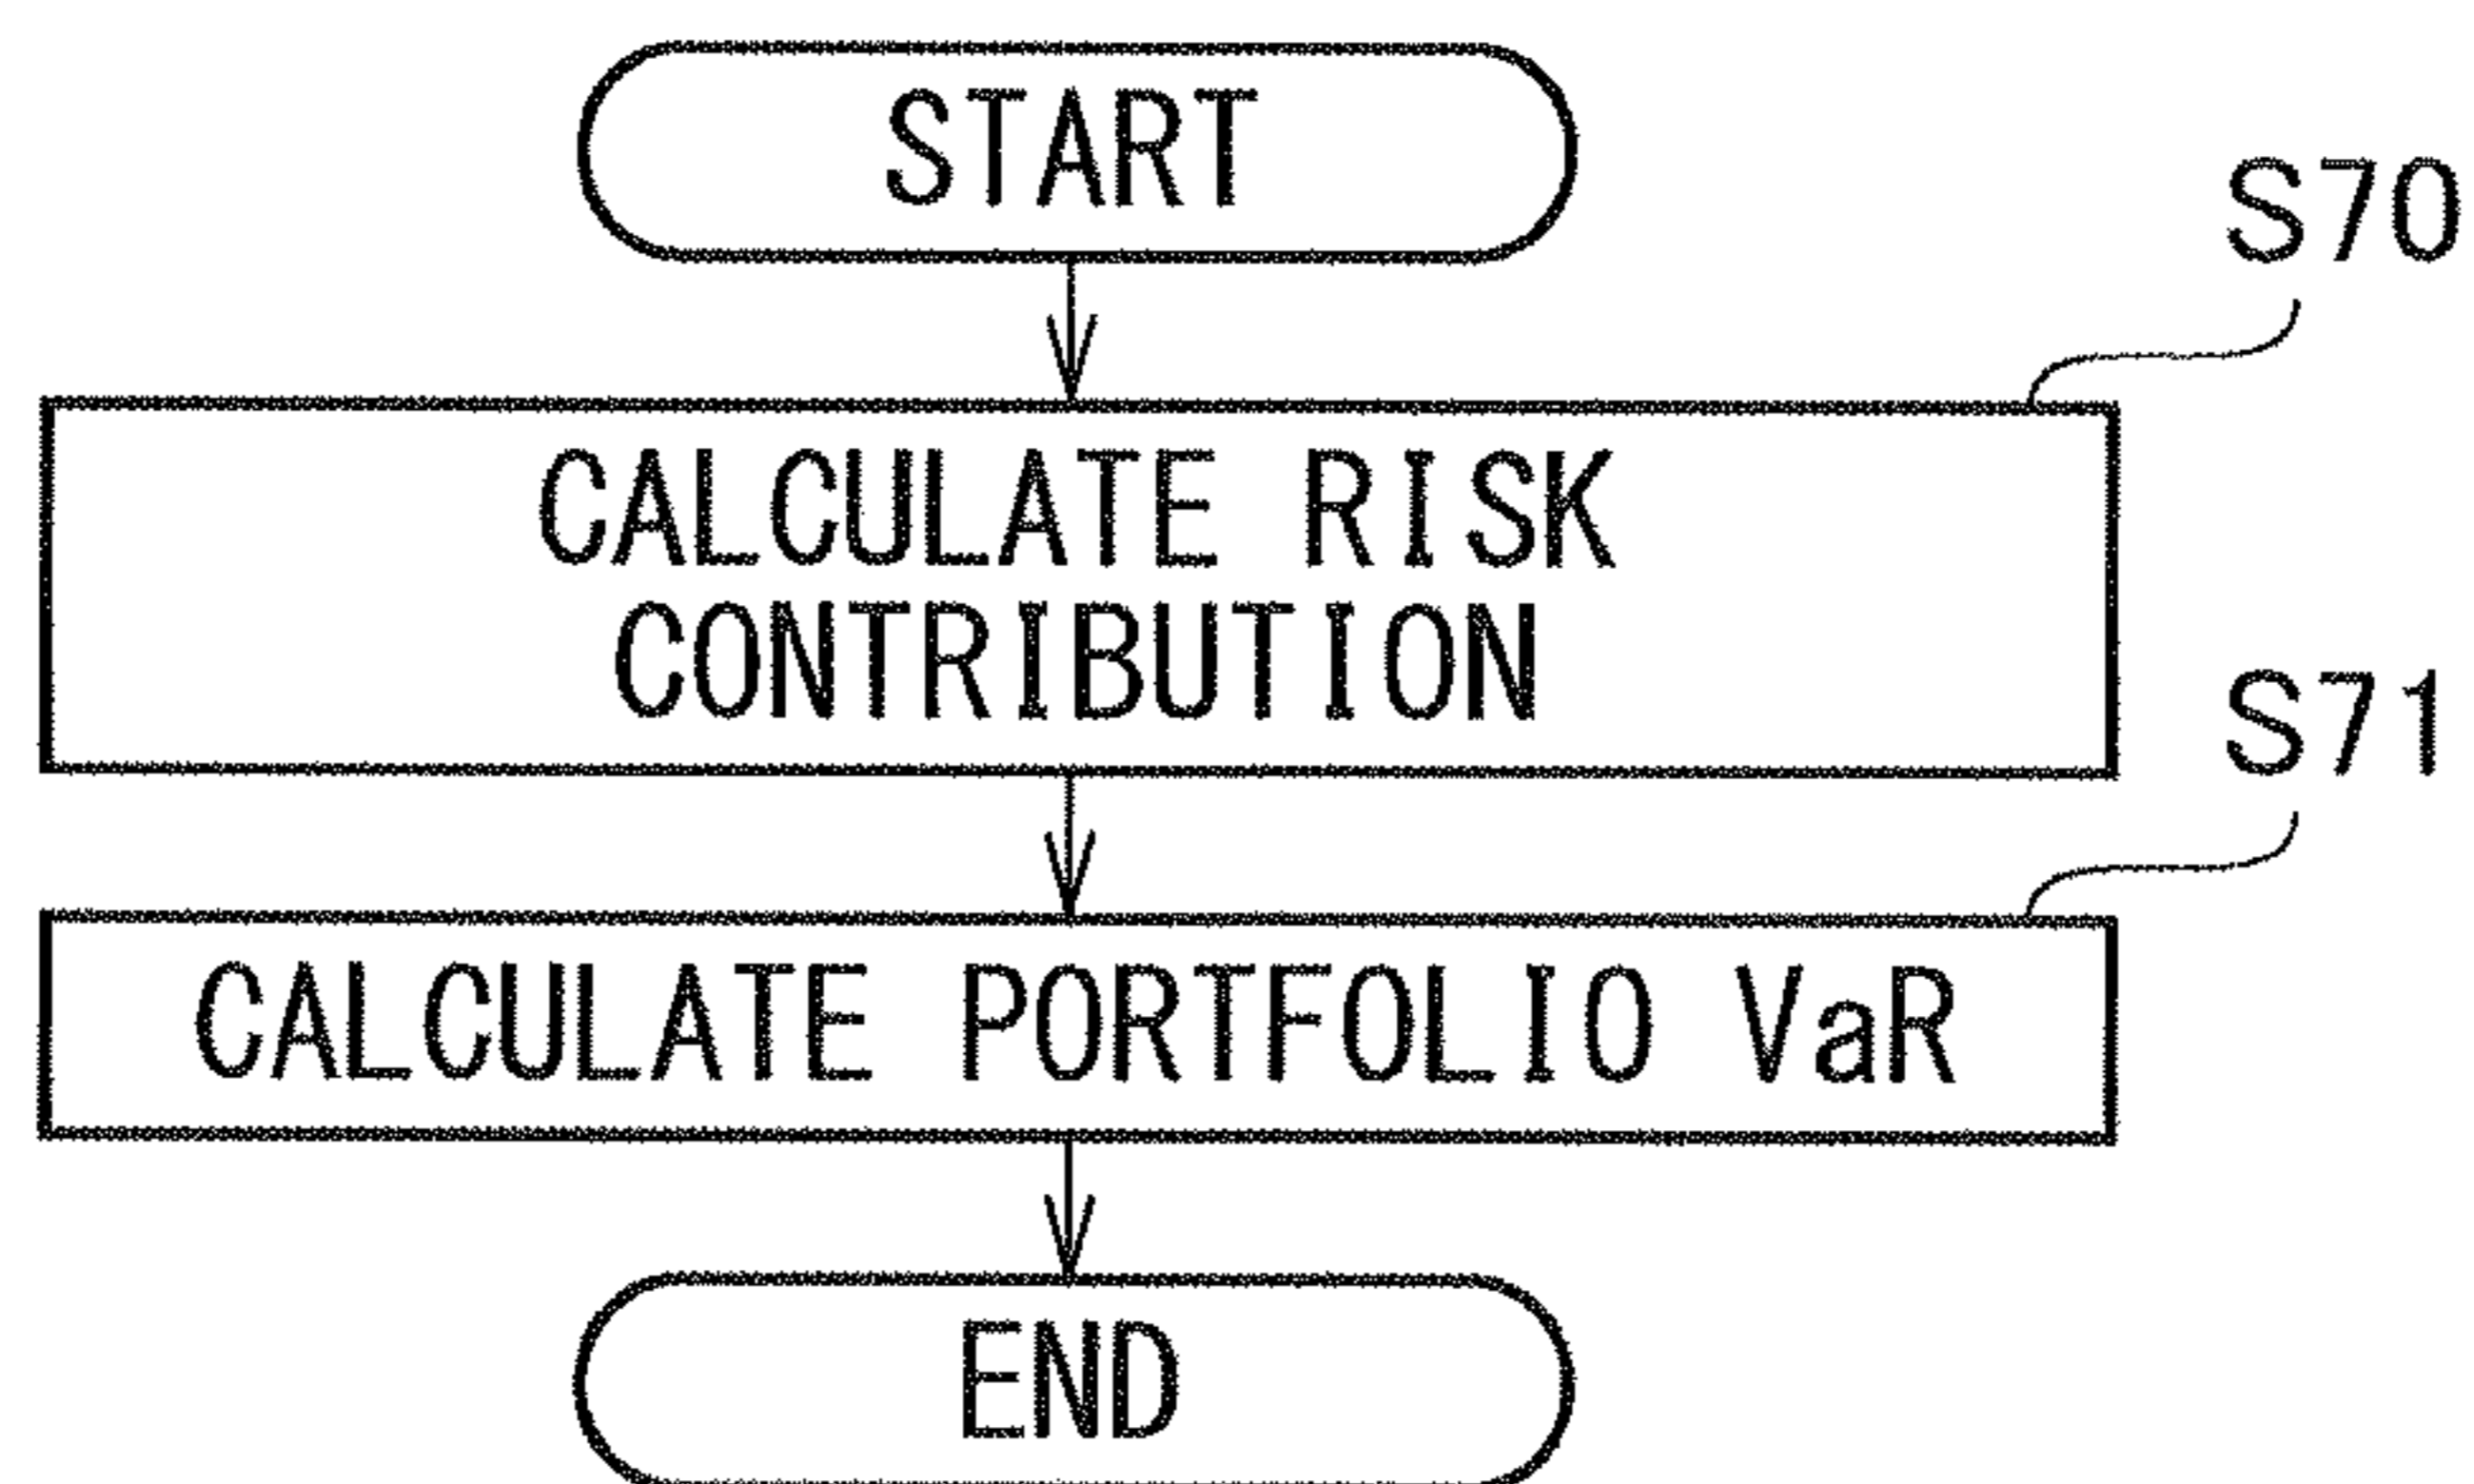 START
S70
CALCULATE RISK
CONTRIBUTION
S71
CALCULATE PORTFOLIO VaR
END